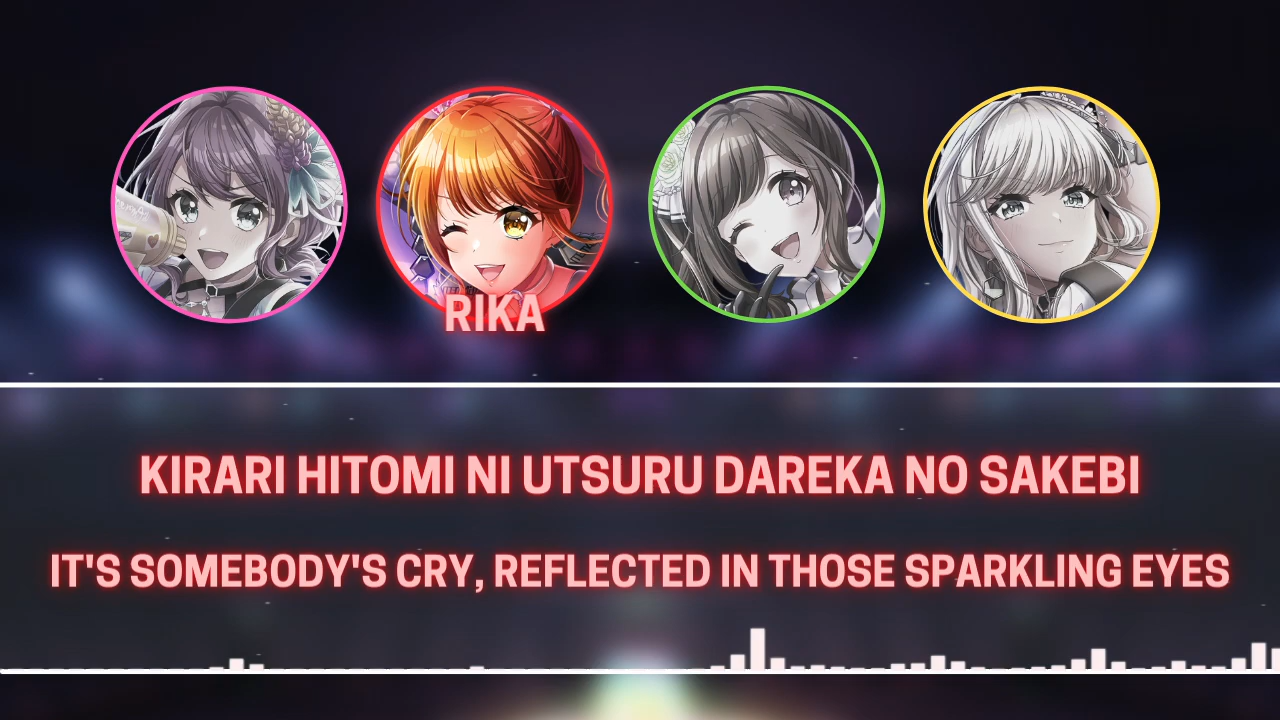 RIKA
KIRARI HITOMI NI UTSURU DAREKA NO SAKEBI
IT'S SOMEBODY'S CRY, REFLECTED IN THOSE SPARKLING EYES